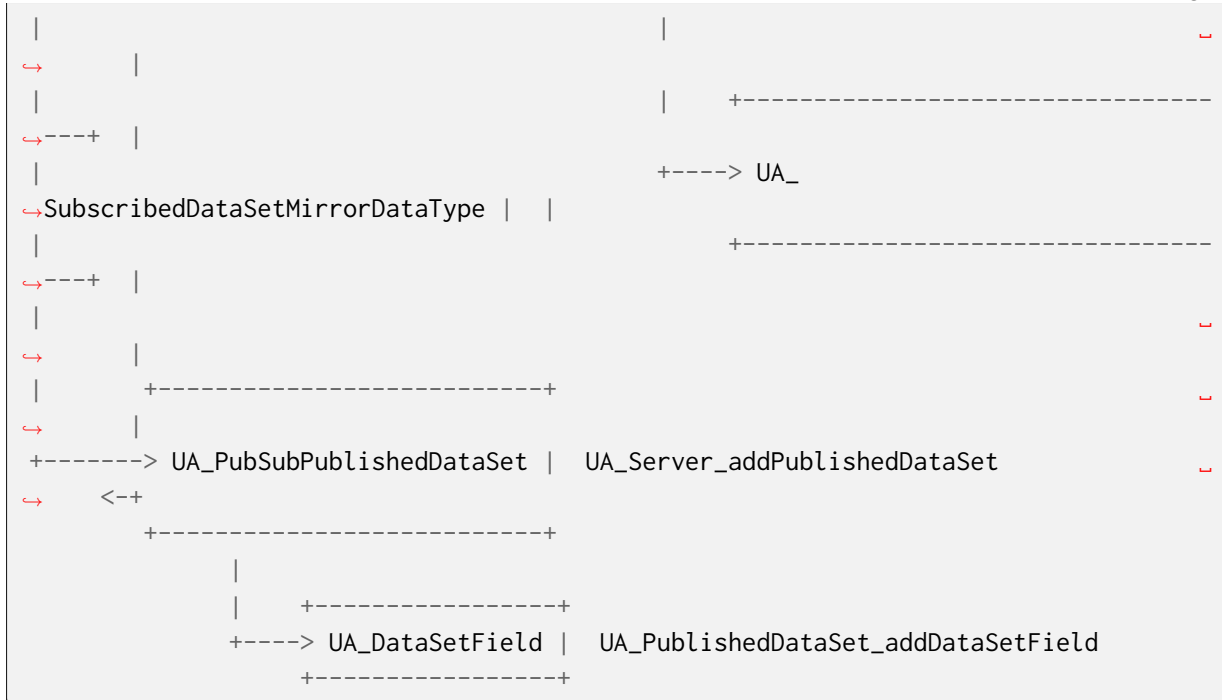 |                                           |                                     ␣
↪      |
|                                           |    +---------------------------------
↪---+  |
|                                           +----> UA_
↪SubscribedDataSetMirrorDataType |  |
|                                                +---------------------------------
↪---+  |
|                                                                                 ␣
↪      |
|       +---------------------------+                                             ␣
↪      |
+-------> UA_PubSubPublishedDataSet |  UA_Server_addPublishedDataSet              ␣
↪    <-+
        +---------------------------+
              |
              |    +-----------------+
              +----> UA_DataSetField |  UA_PublishedDataSet_addDataSetField
                   +-----------------+